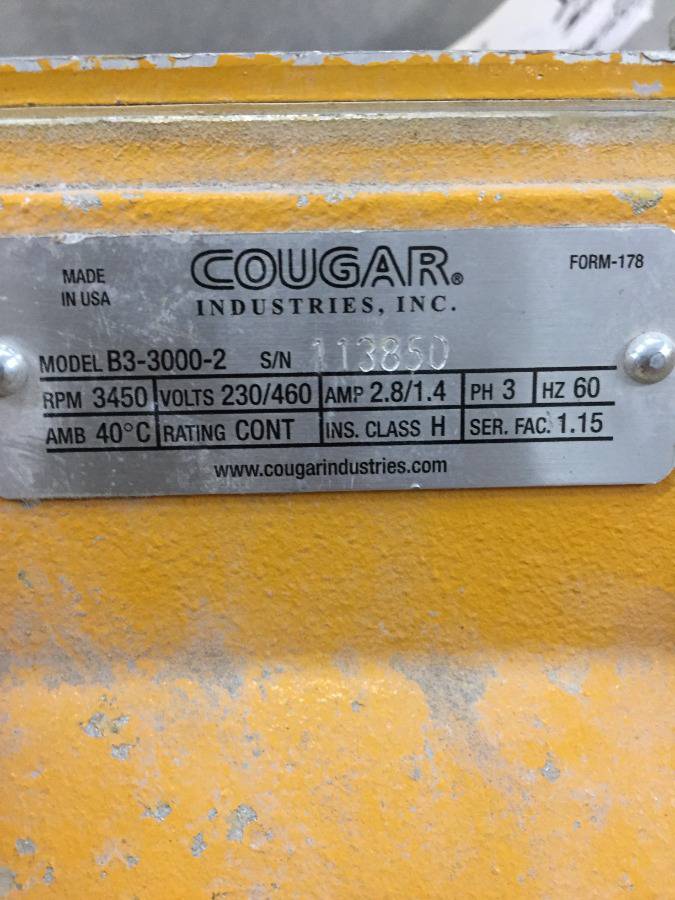 MADE
IN USA
COUGAR®
INDUSTRIES, INC.
FORM-178
MODEL B3-3000-2 S/N 113850
RPM 3450 VOLTS 230/460 AMP 2.8/1.4 PH 3 HZ 60
AMB 40°C RATING CONT INS. CLASS H SER. FAC. 1.15
www.cougarindustries.com